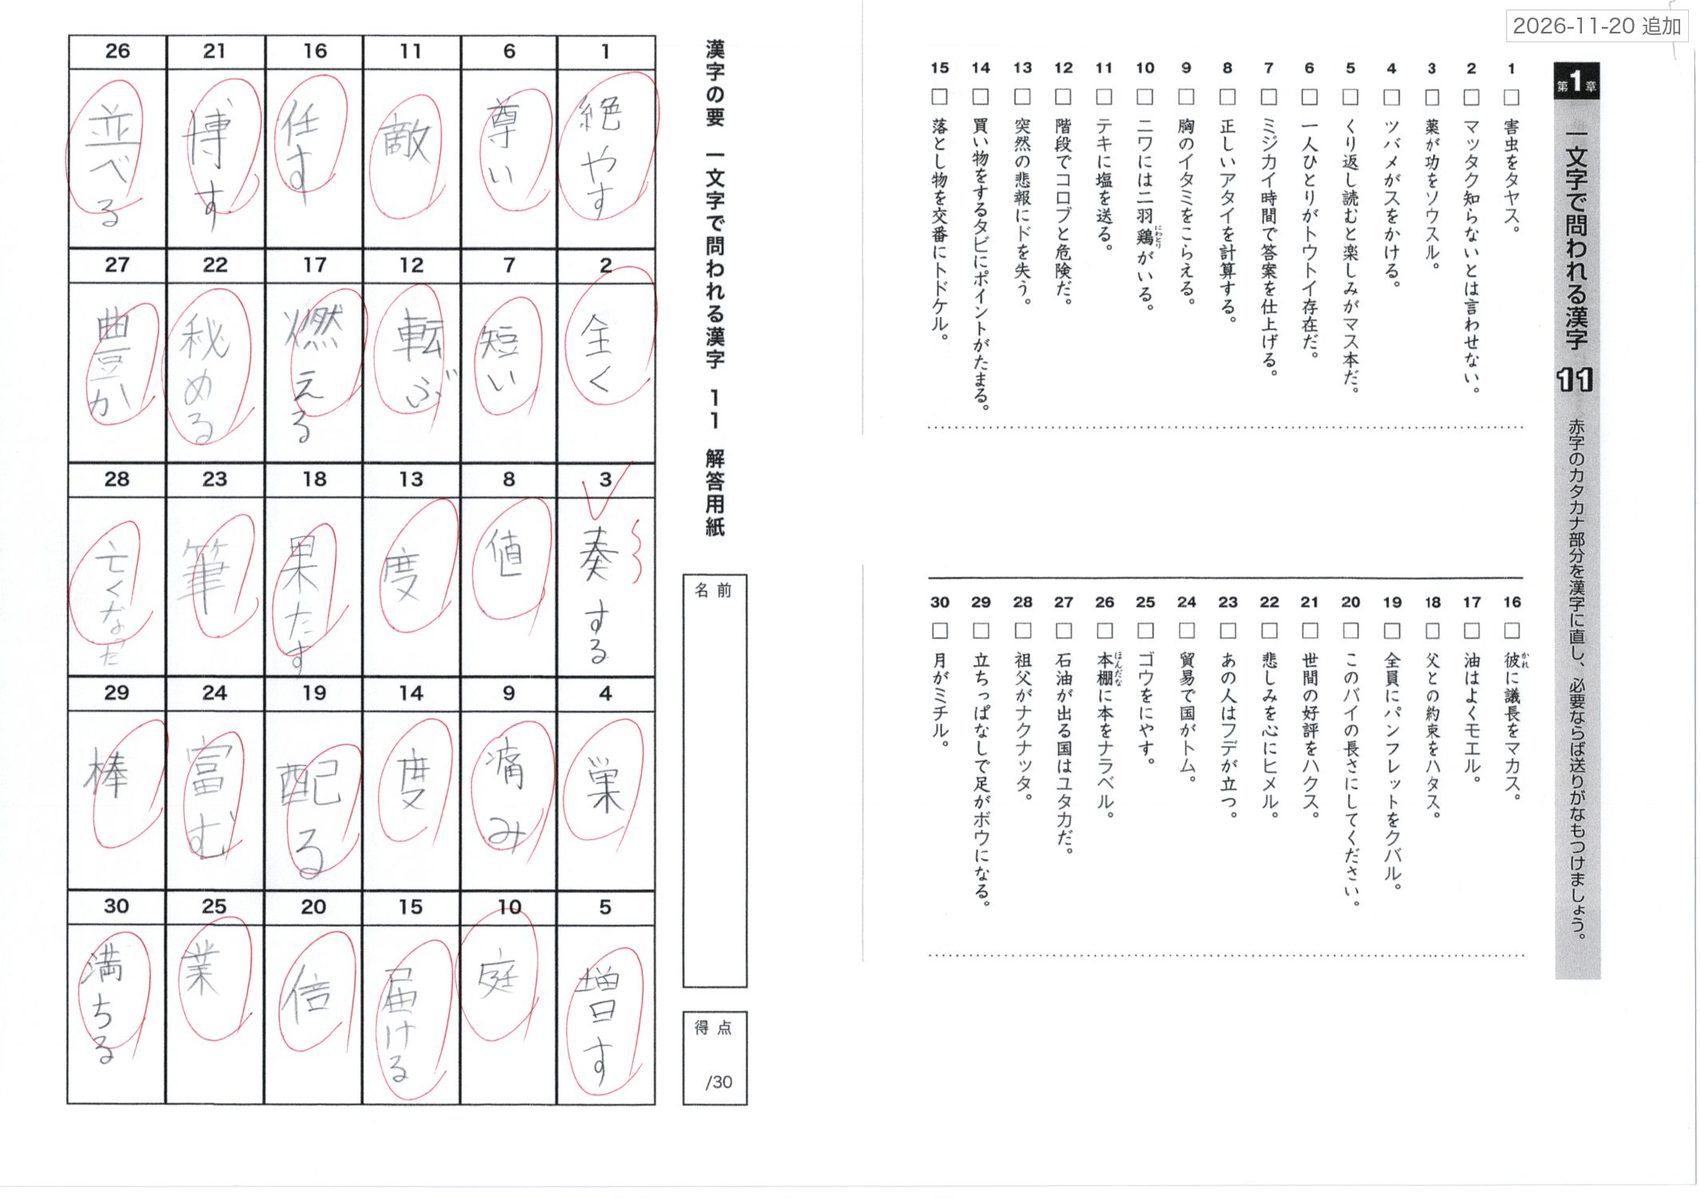 2026-11-20 追加
第1章 一文字で問われる漢字 11 赤字のカタカナ部分を漢字に直し、必要ならば送りがなもつけましょう。
1 □ 害虫をタヤス。
2 □ マッタク知らないとは言わせない。
3 □ 薬が功をソウスル。
4 □ ツバメがスをかける。
5 □ くり返し読むと楽しみがマス本だ。
6 □ 一人ひとりがトウトイ存在だ。
7 □ ミジカイ時間で答案を仕上げる。
8 □ 正しいアタイを計算する。
9 □ 胸のイタミをこらえる。
10 □ ニワには二羽鶏がいる。
にわとり
11 □ テキに塩を送る。
12 □ 階段でコロブと危険だ。
13 □ 突然の悲報にドを失う。
14 □ 買い物をするタビにポイントがたまる。
15 □ 落とし物を交番にトドケル。
16 □ 彼に議長をマカス。
かれ
17 □ 油はよくモエル。
18 □ 父との約束をハタス。
19 □ 全員にパンフレットをクバル。
20 □ このバイの長さにしてください。
21 □ 世間の好評をハクス。
22 □ 悲しみを心にヒメル。
23 □ あの人はフデが立つ。
24 □ 貿易で国がトム。
25 □ ゴウをにやす。
26 □ 本棚に本をナラベル。
ほんだな
27 □ 石油が出る国はユタカだ。
28 □ 祖父がナクナッタ。
29 □ 立ちっぱなしで足がボウになる。
30 □ 月がミチル。
漢字の要 一文字で問われる漢字 11 解答用紙
名前
得点
/30
1 絶やす
2 全く
3 奏する
4 巣
5 増す
6 尊い
7 短い
8 値
9 痛み
10 庭
11 敵
12 転ぶ
13 度
14 度
15 届ける
16 任す
17 燃える
18 果たす
19 配る
20 倍
21 博す
22 秘める
23 筆
24 富む
25 業
26 並べる
27 豊か
28 亡くなった
29 棒
30 満ちる